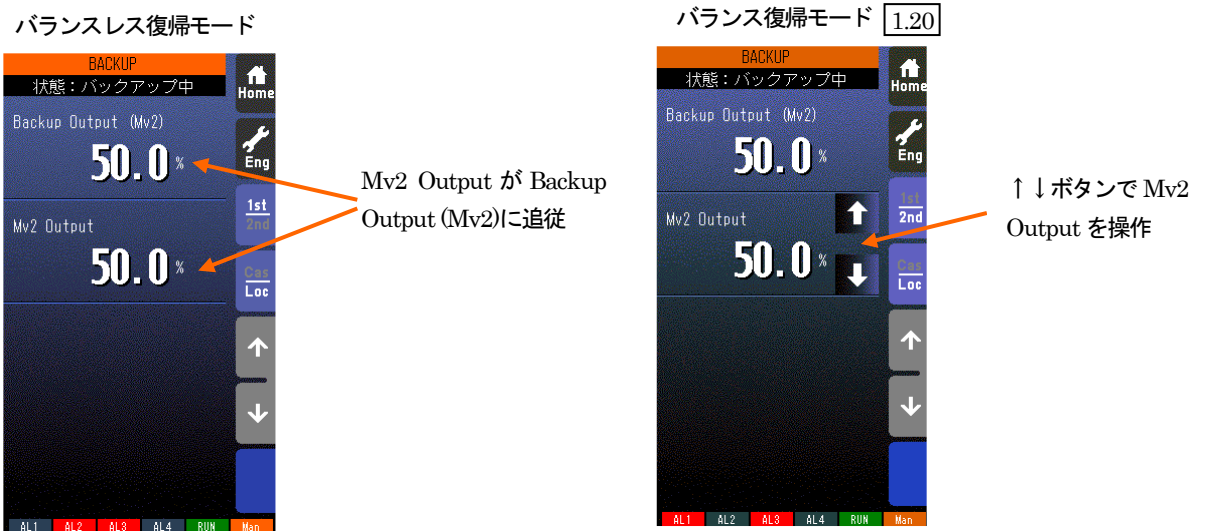 バランスレス復帰モード
BACKUP
状態：バックアップ中
Backup Output (Mv2)
50.0 %
Mv2 Output
50.0 %
Home
Eng
1st
2nd
Cas
Loc
↑
↓
AL1 AL2 AL3 AL4 RUN Man
Mv2 Output が Backup
Output (Mv2)に追従
バランス復帰モード 1.20
BACKUP
状態：バックアップ中
Backup Output (Mv2)
50.0 %
Mv2 Output
↑
50.0 %
↓
Home
Eng
1st
2nd
Cas
Loc
↑
↓
AL1 AL2 AL3 AL4 RUN Man
↑↓ボタンで Mv2
Output を操作